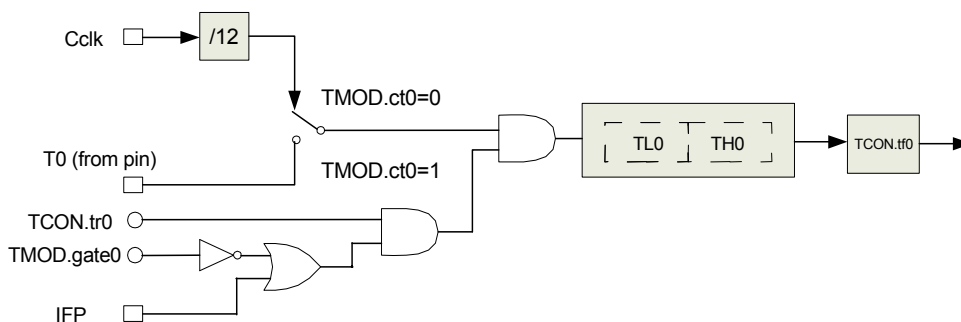 Cclk
/12
TMOD.ct0=0
T0 (from pin)
TMOD.ct0=1
TL0
TH0
TCON.tf0
TCON.tr0
TMOD.gate0
IFP